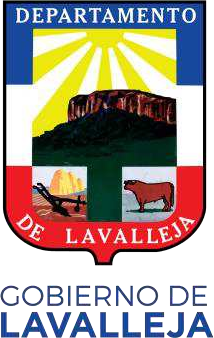 DEPARTAMENTO
DE LAVALLEJA
GOBIERNO DE
LAVALLEJA